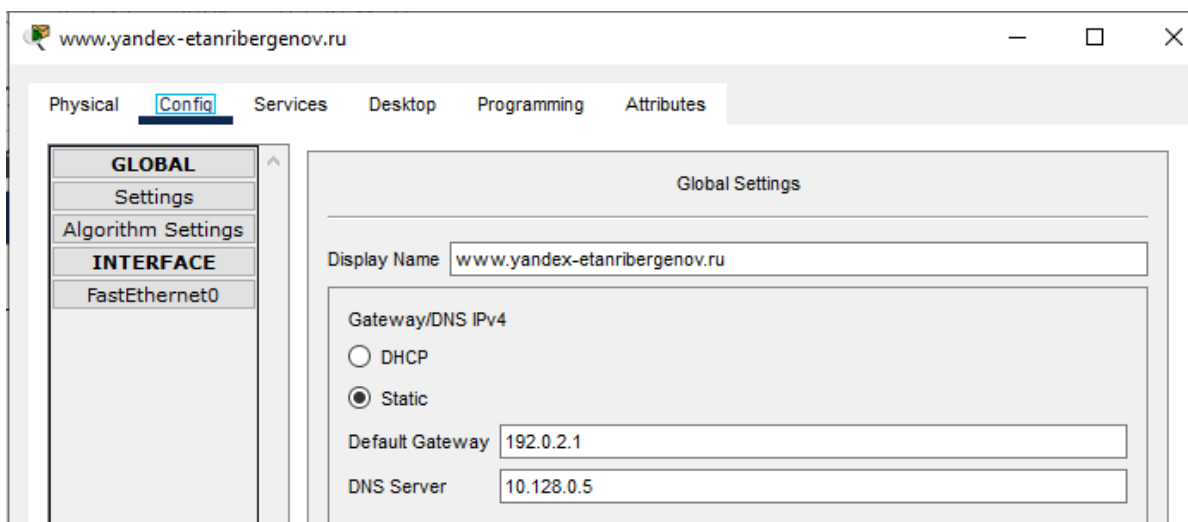 www.yandex-etanribergenov.ru
Physical Config Services Desktop Programming Attributes
GLOBAL
Settings
Algorithm Settings
INTERFACE
FastEthernet0
Global Settings
Display Name www.yandex-etanribergenov.ru
Gateway/DNS IPv4
DHCP
Static
Default Gateway 192.0.2.1
DNS Server 10.128.0.5